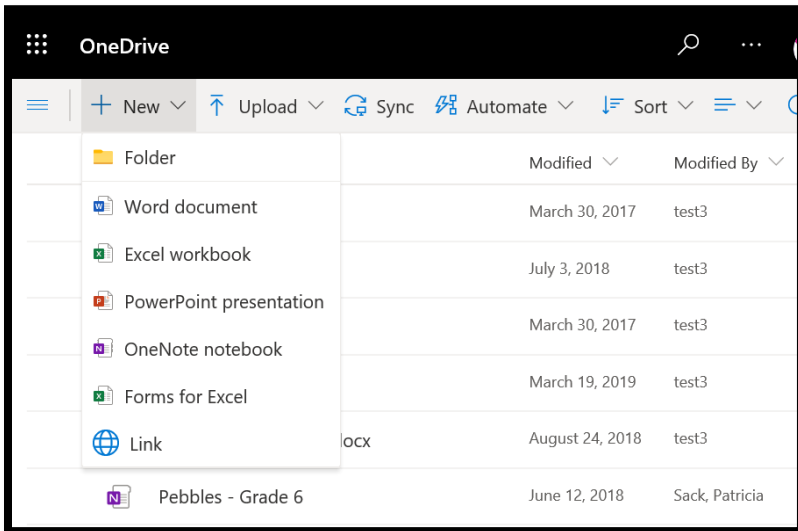 OneDrive
New Upload Sync Automate Sort
Folder
Modified Modified By
Word document
March 30, 2017 test3
Excel workbook
July 3, 2018 test3
PowerPoint presentation
March 30, 2017 test3
OneNote notebook
March 19, 2019 test3
Forms for Excel
Link
ocx August 24, 2018 test3
Pebbles - Grade 6 June 12, 2018 Sack, Patricia